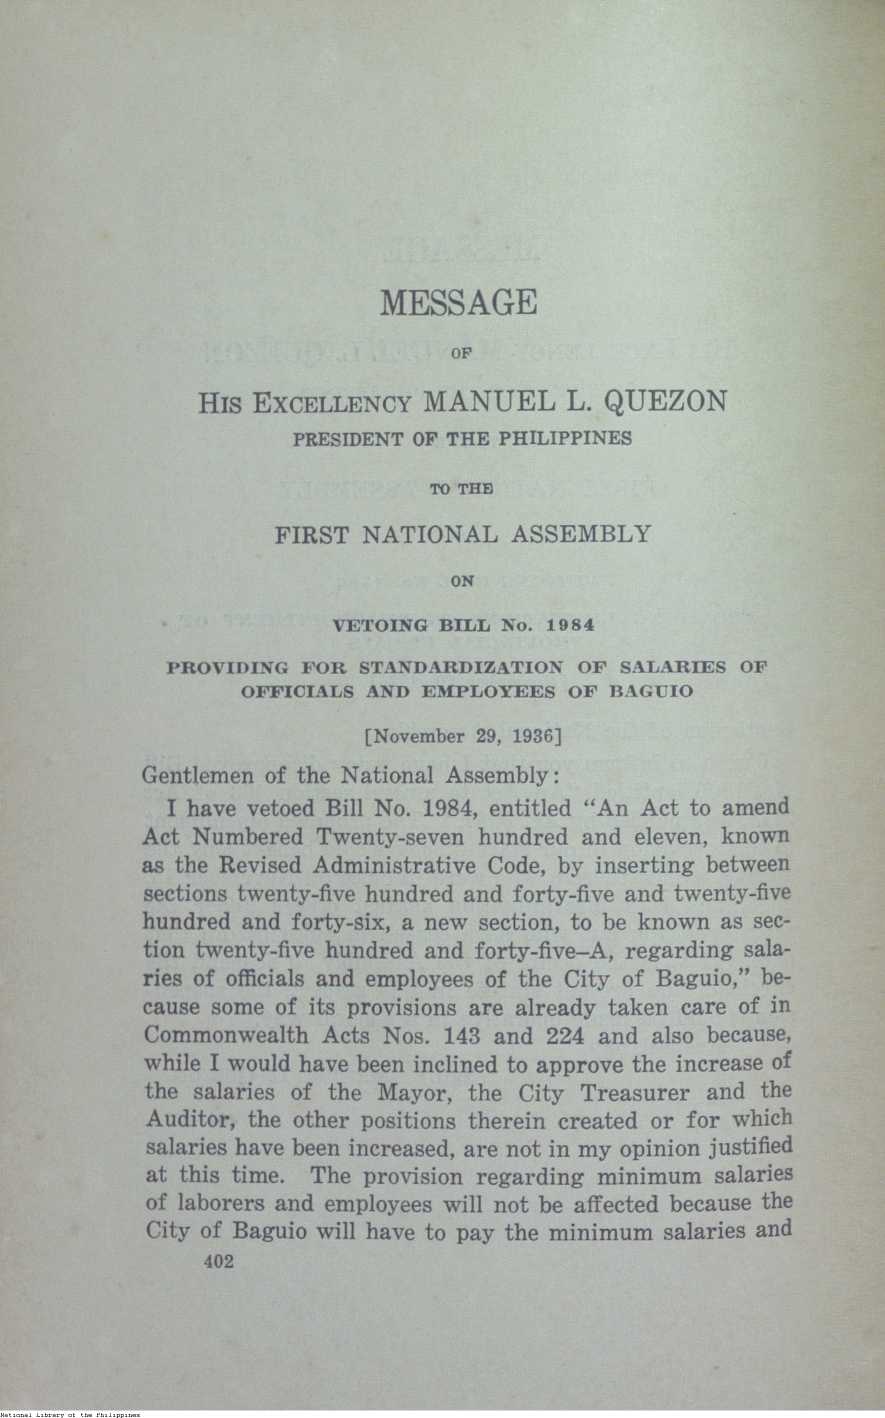 MESSAGE
OF
HIS EXCELLENCY MANUEL L. QUEZON
PRESIDENT OF THE PHILIPPINES
TO THE
FIRST NATIONAL ASSEMBLY
ON
VETOING BILL No. 1984
PROVIDING FOR STANDARDIZATION OF SALARIES OF
OFFICIALS AND EMPLOYEES OF BAGUIO
[November 29, 1936]
Gentlemen of the National Assembly:
I have vetoed Bill No. 1984, entitled “An Act to amend
Act Numbered Twenty-seven hundred and eleven, known
as the Revised Administrative Code, by inserting between
sections twenty-five hundred and forty-five and twenty-five
hundred and forty-six, a new section, to be known as sec-
tion twenty-five hundred and forty-five–A, regarding sala-
ries of officials and employees of the City of Baguio,” be-
cause some of its provisions are already taken care of in
Commonwealth Acts Nos. 143 and 224 and also because,
while I would have been inclined to approve the increase of
the salaries of the Mayor, the City Treasurer and the
Auditor, the other positions therein created or for which
salaries have been increased, are not in my opinion justified
at this time. The provision regarding minimum salaries
of laborers and employees will not be affected because the
City of Baguio will have to pay the minimum salaries and
402
National Library of the Philippines